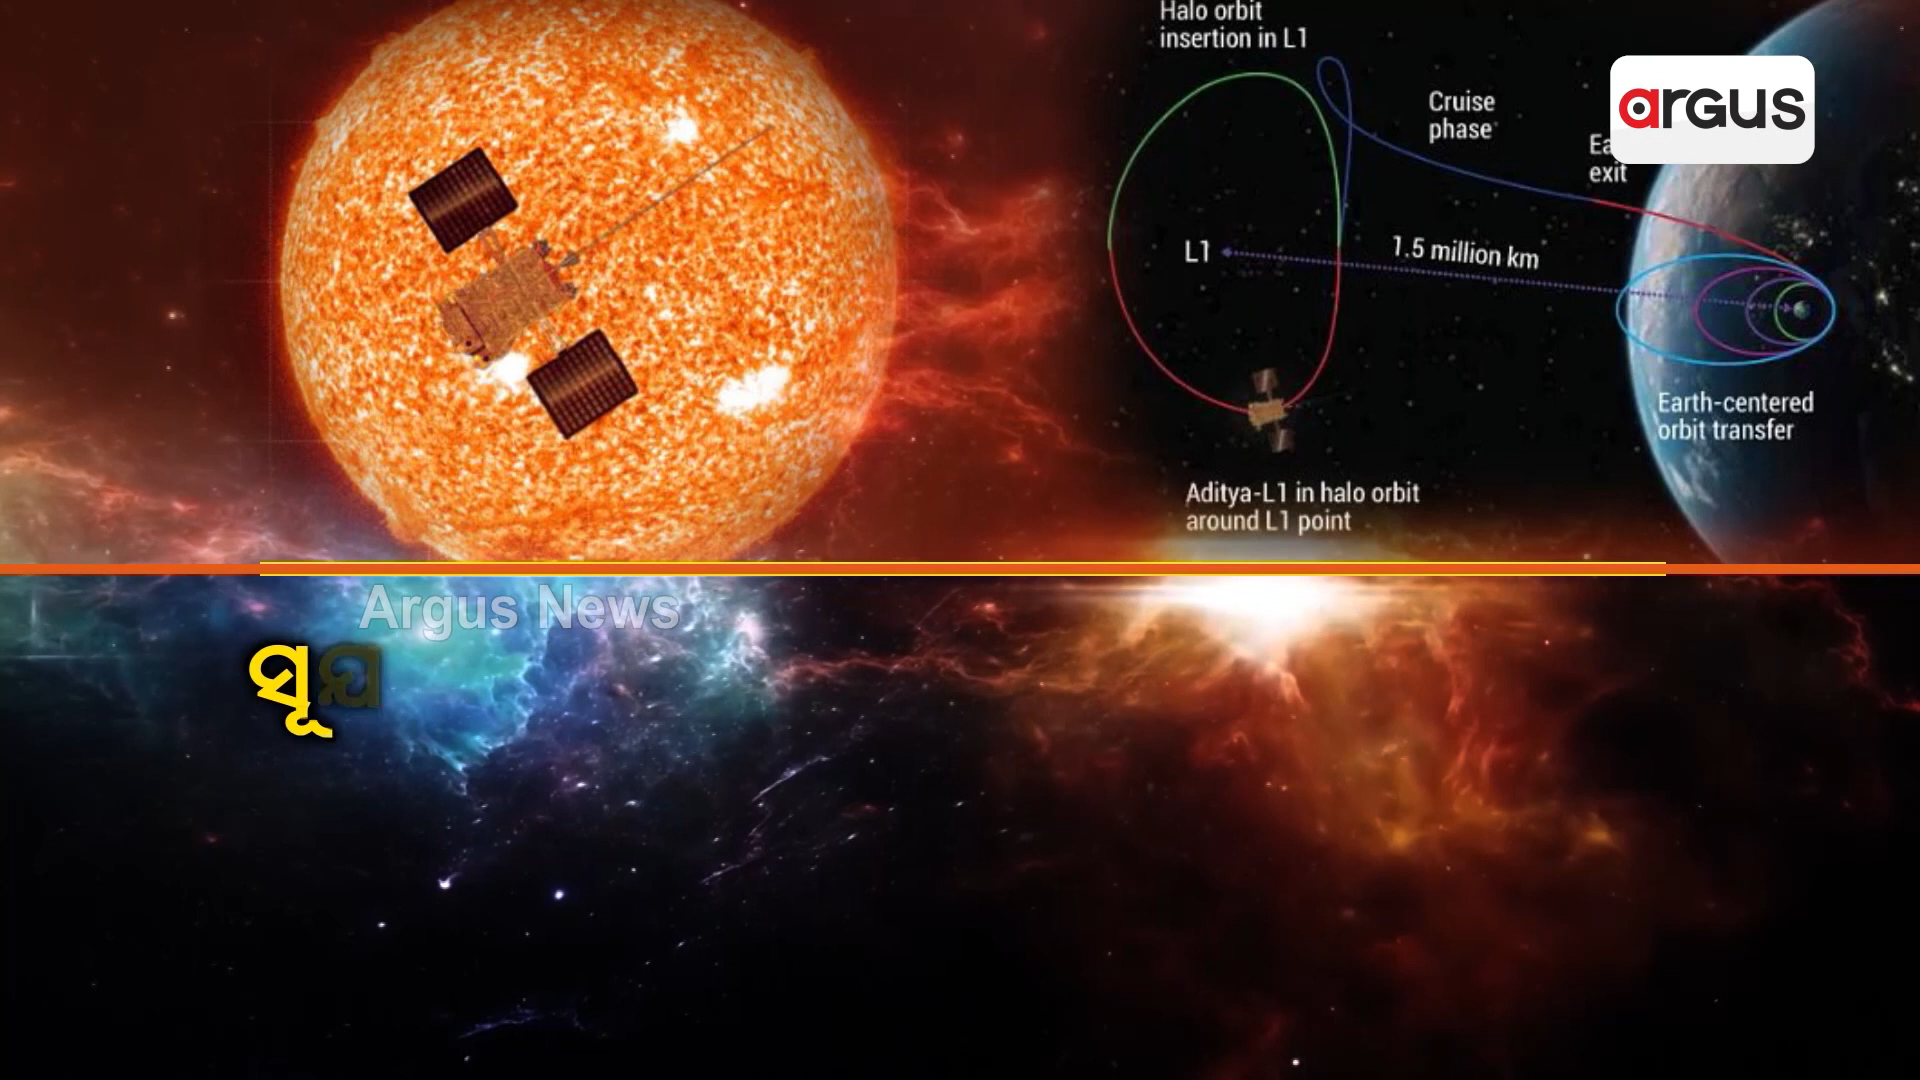 Halo orbit
insertion in L1
argus
Cruise
phase
exit
L1
1.5 million km
Earth-centered
orbit transfer
Aditya-L1 in halo orbit
around L1 point
Argus News
ସୂଯ